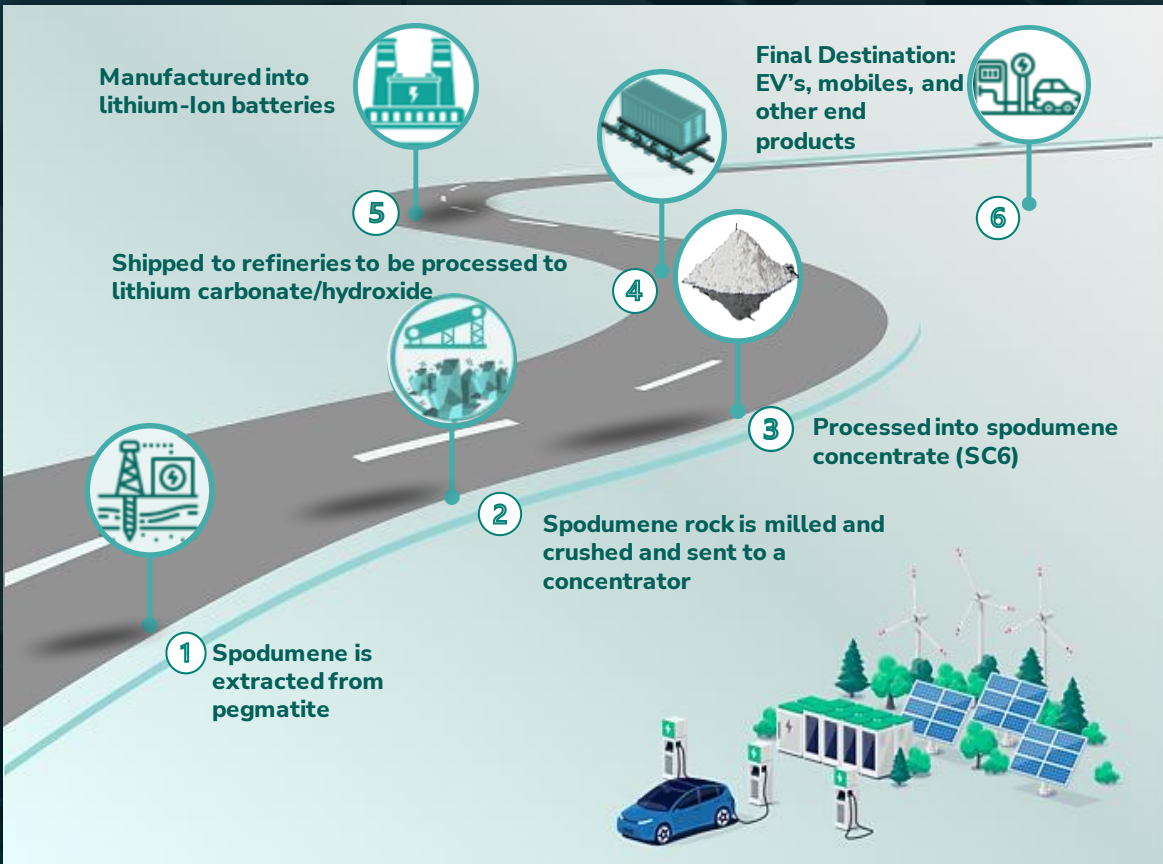 Manufactured into
lithium-Ion batteries
Final Destination:
EV's, mobiles, and
other end
products
5
6
Shipped to refineries to be processed to
lithium carbonate/hydroxide
4
3
Processed into spodumene
concentrate (SC6)
2
Spodumene rock is milled and
crushed and sent to a
concentrator
1
Spodumene is
extracted from
pegmatite